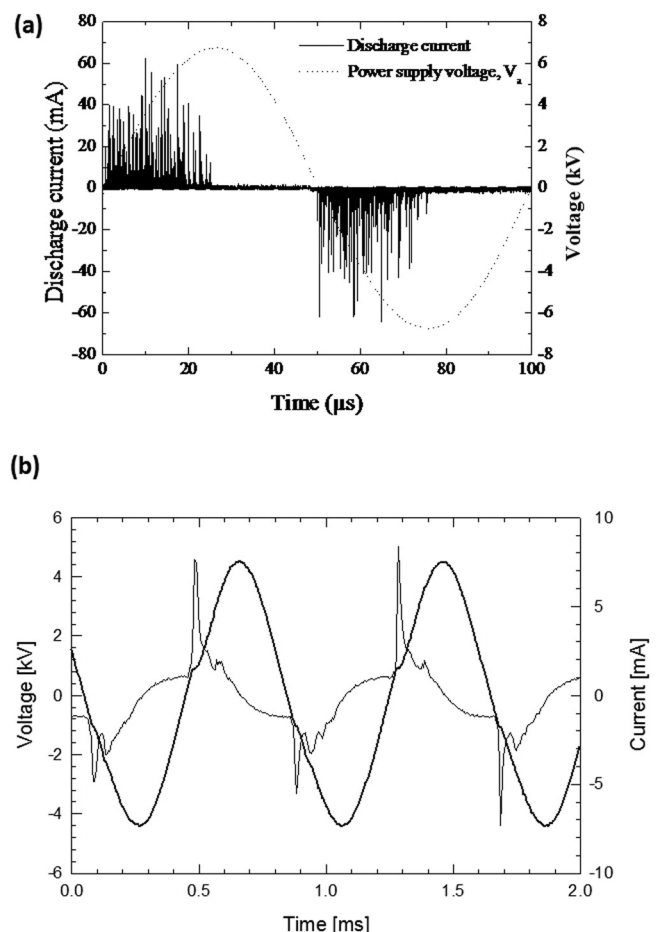 (a)
80
60
40
20
0
-20
-40
-60
-80
Discharge current (mA)
8
6
4
2
0
-2
-4
-6
-8
Voltage (kV)
Discharge current
Power supply voltage, Va
0 20 40 60 80 100
Time (μs)
(b)
6
4
2
0
-2
-4
-6
Voltage [kV]
10
5
0
-5
-10
Current [mA]
0.0 0.5 1.0 1.5 2.0
Time [ms]